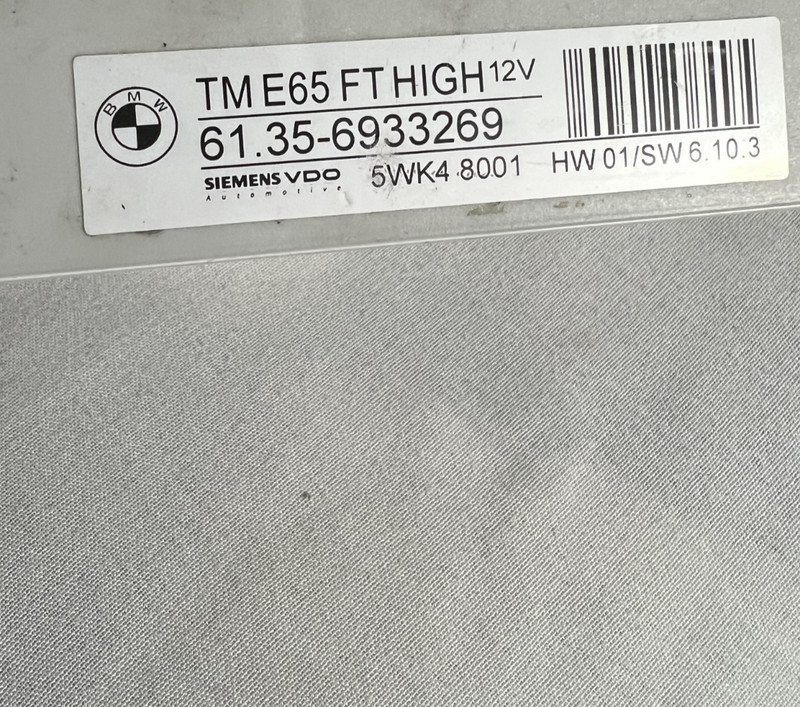 BMW
TM E65 FT HIGH 12V
61.35-6933269
SIEMENS VDO
Automotive
5WK4 8001 HW 01/SW 6.10.3